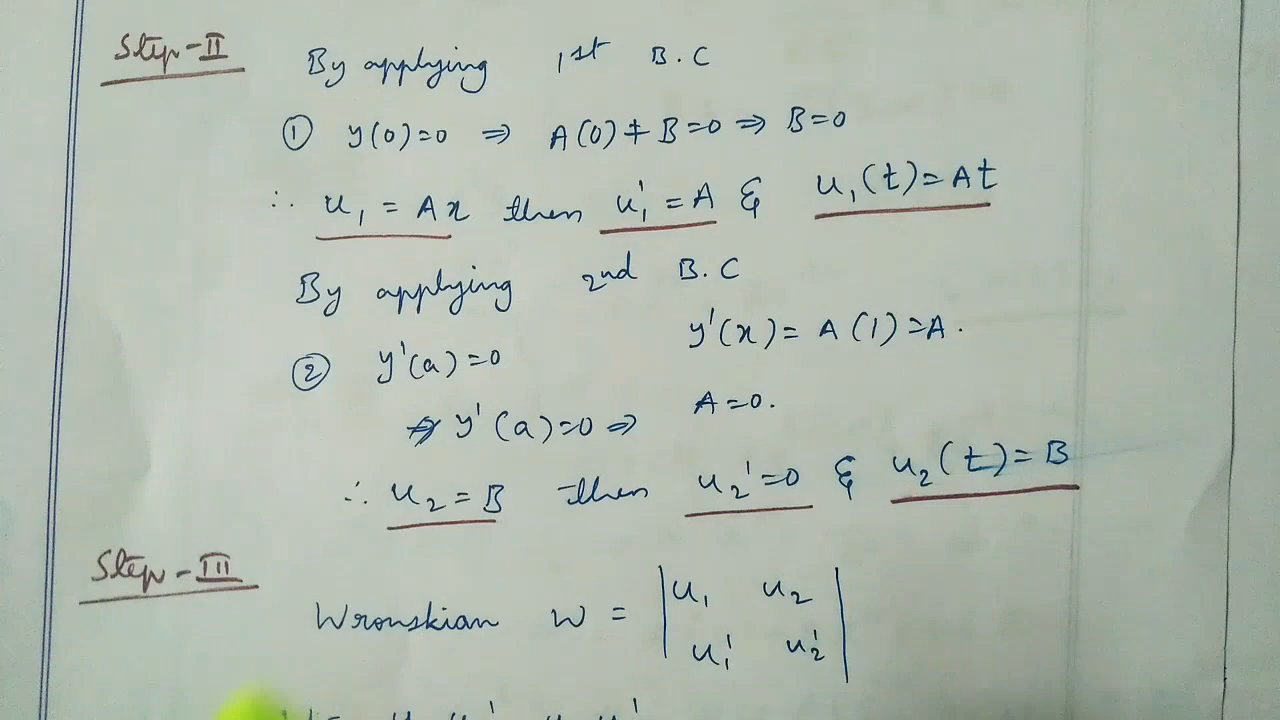 Step-II
By applying 1st B.C
① y(0)=0 ⇒ A(0)+B=0 ⇒ B=0
∴ u₁ = Ax then u₁' = A & u₁(t)=At
By applying 2nd B.C
y'(x) = A(1)=A.
② y'(a)=0
y'(a)=0 ⇒ A=0.
∴ u₂ = B then u₂'=0 & u₂(t)=B
Step-III
Wronskian W = | u₁ u₂ |
| u₁' u₂' |